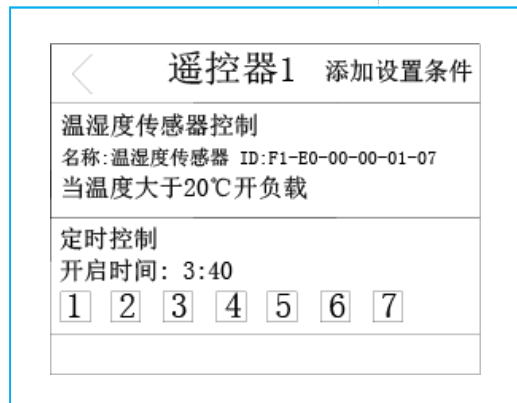 遥控器1 添加设置条件
温湿度传感器控制
名称:温湿度传感器 ID:F1-E0-00-00-01-07
当温度大于20℃开负载
定时控制
开启时间: 3:40
1 2 3 4 5 6 7